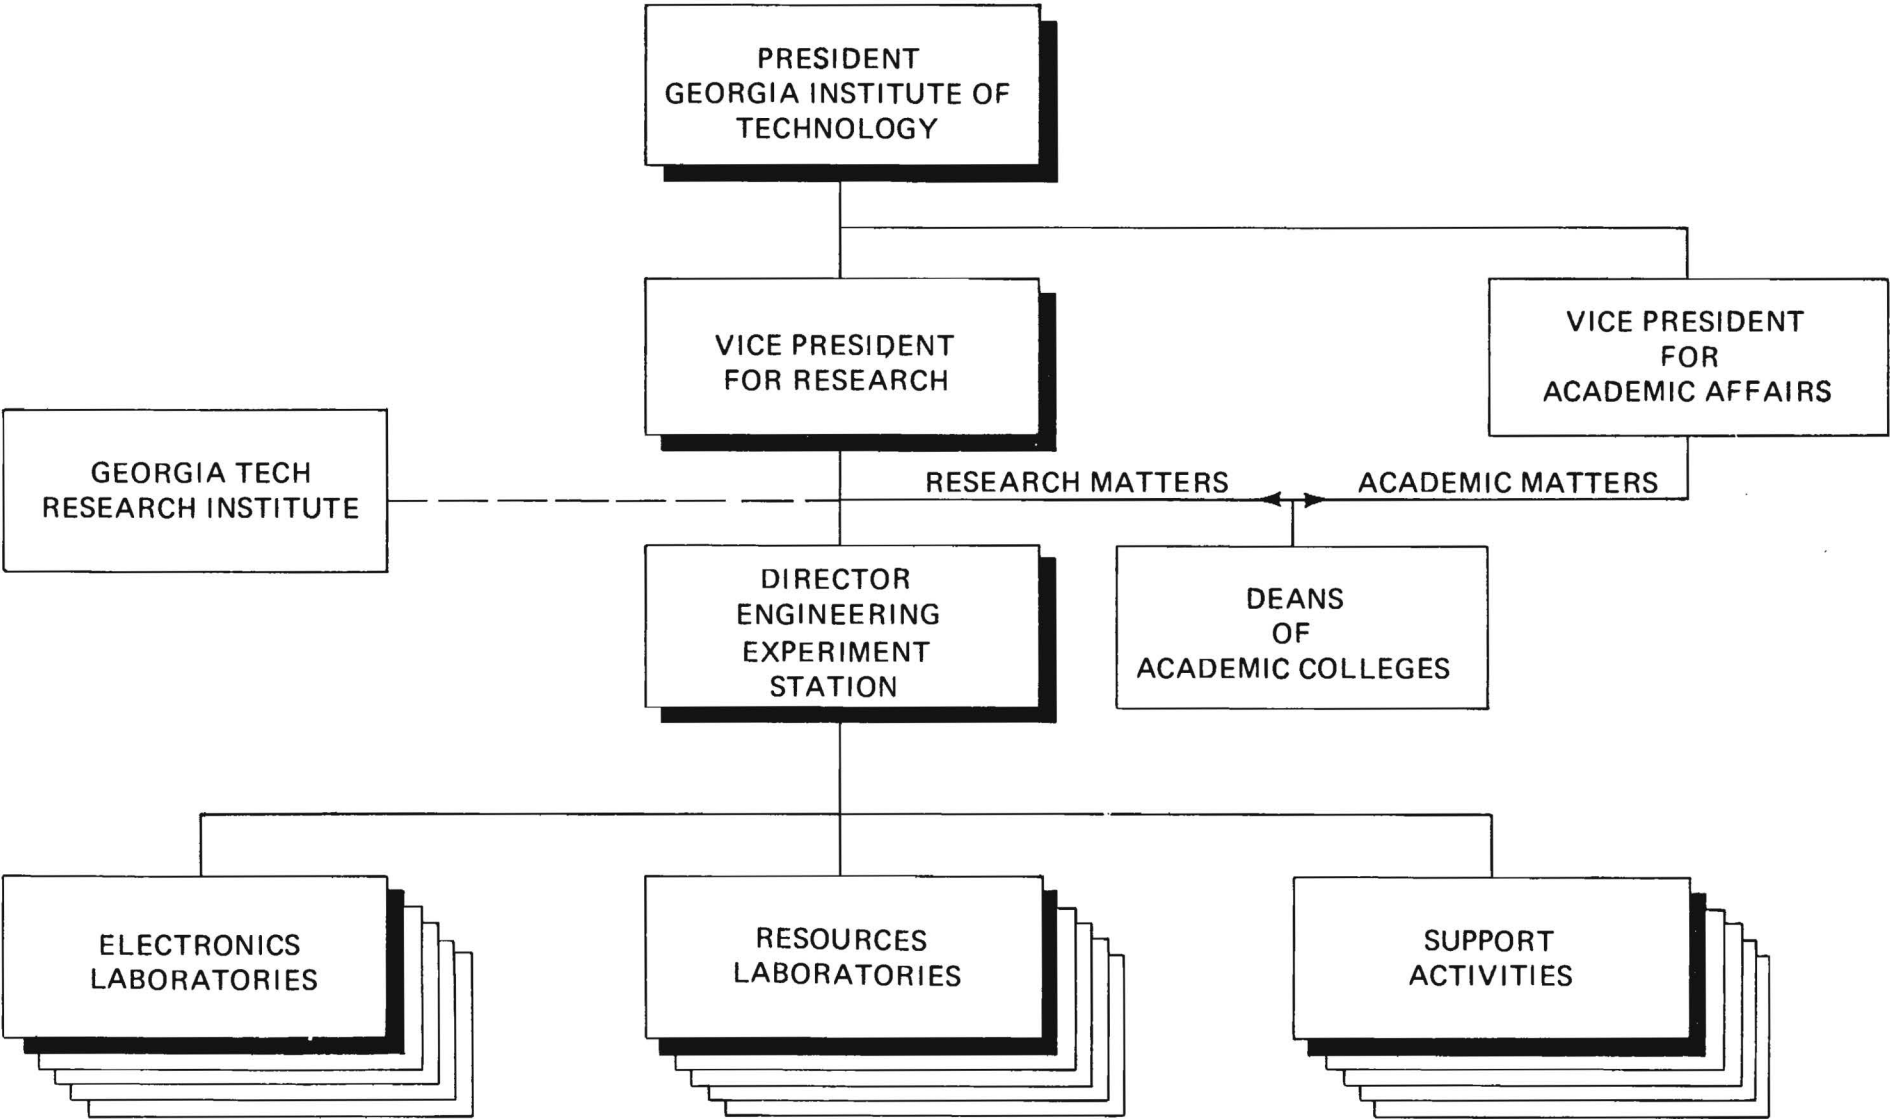 PRESIDENT
GEORGIA INSTITUTE OF
TECHNOLOGY
VICE PRESIDENT
FOR RESEARCH
VICE PRESIDENT
FOR
ACADEMIC AFFAIRS
GEORGIA TECH
RESEARCH INSTITUTE
RESEARCH MATTERS
ACADEMIC MATTERS
DIRECTOR
ENGINEERING
EXPERIMENT
STATION
DEANS
OF
ACADEMIC COLLEGES
ELECTRONICS
LABORATORIES
RESOURCES
LABORATORIES
SUPPORT
ACTIVITIES